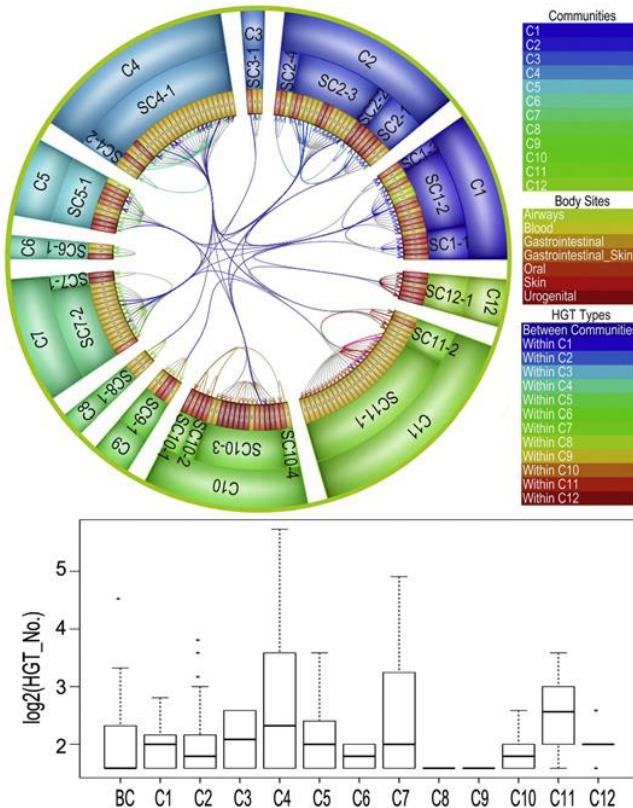 Communities
C1
C2
C3
C4
C5
C6
C7
C8
C9
C10
C11
C12
Body Sites
Airways
Blood
Gastrointestinal
Gastrointestinal_Skin
Oral
Skin
Urogenital
HGT Types
Between Communities
Within C1
Within C2
Within C3
Within C4
Within C5
Within C6
Within C7
Within C8
Within C9
Within C10
Within C11
Within C12
C3
SC3-1
C2
SC2-4
SC2-3
SC2-2
SC2-1
C1
SC1-3
SC1-2
SC1-1
C12
SC12-1
C11
SC11-2
SC11-1
C10
SC10-4
SC10-3
SC10-2
SC10-1
C9
SC9-1
C8
SC8-1
C7
SC7-2
SC7-1
C6
SC6-1
C5
SC5-1
C4
SC4-2
SC4-1
log2(HGT_No.)
5
4
3
2
BC C1 C2 C3 C4 C5 C6 C7 C8 C9 C10 C11 C12